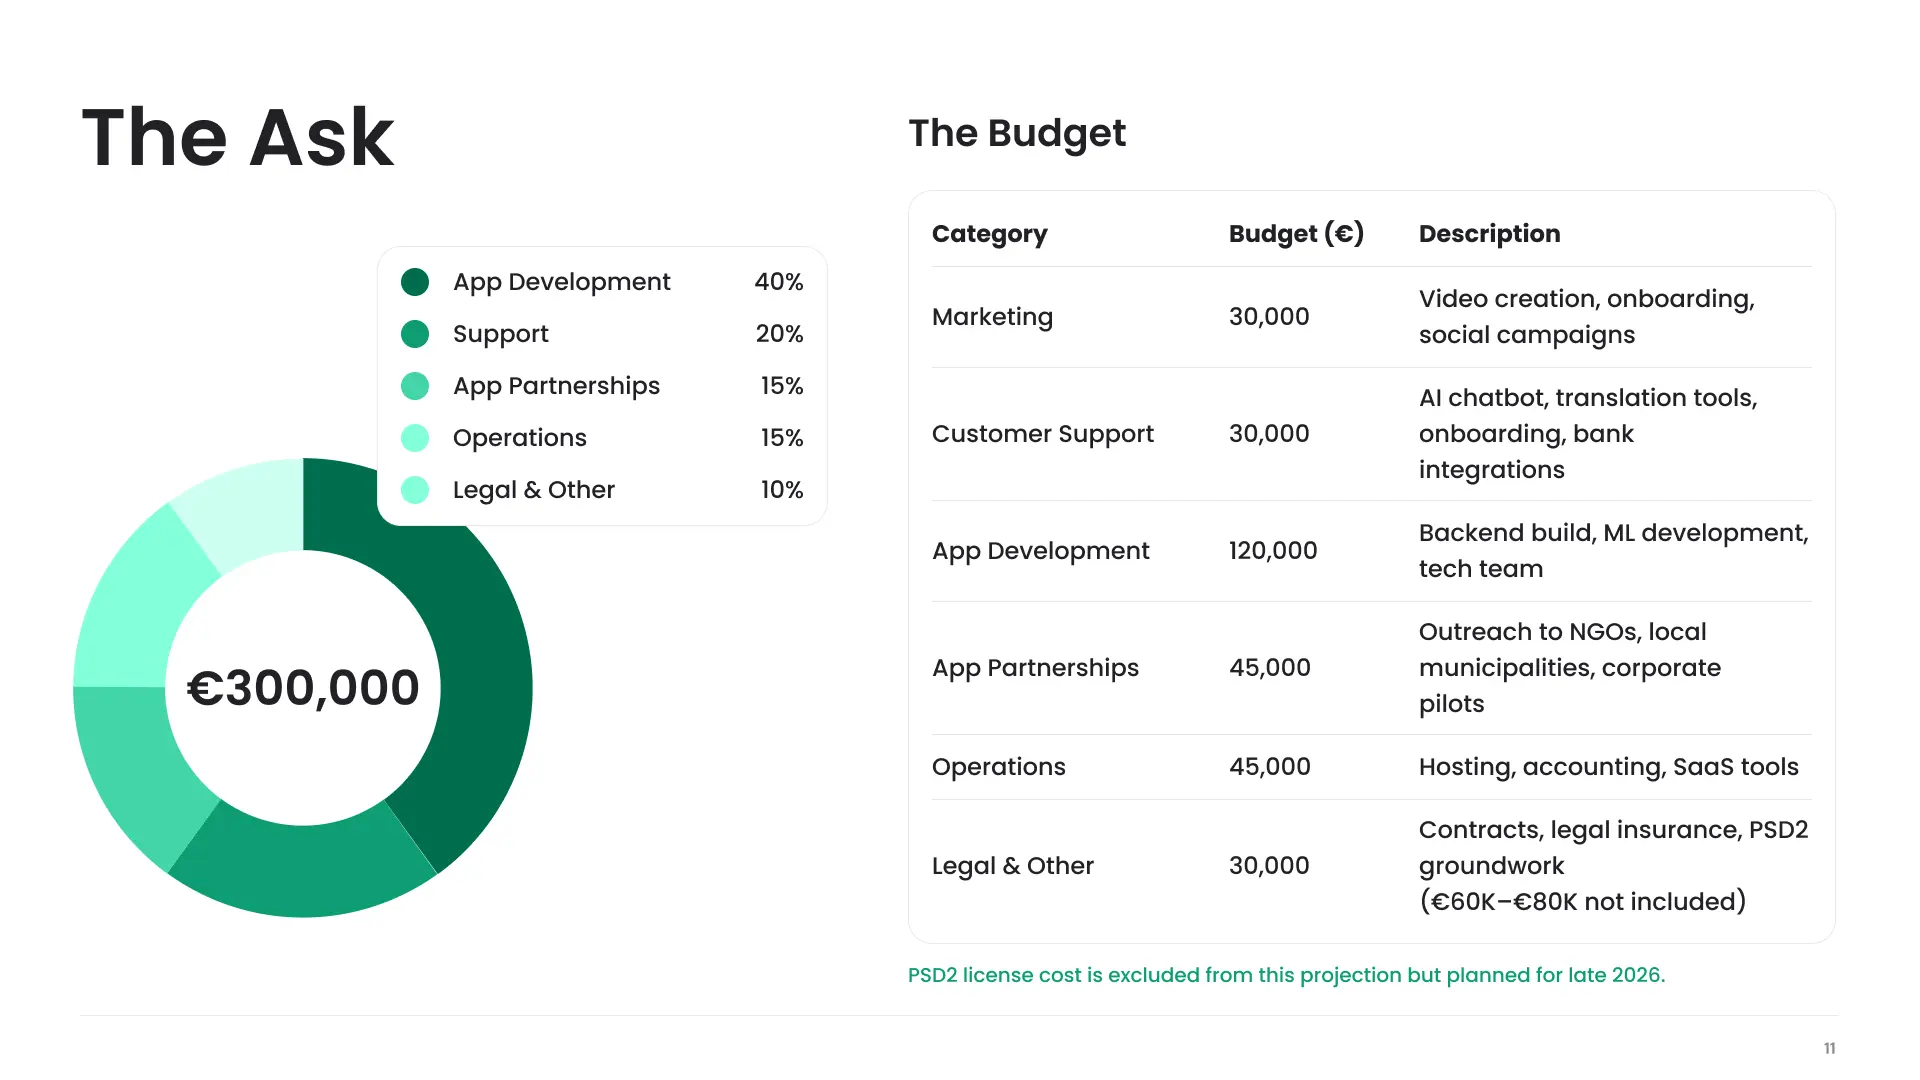 The Ask
App Development 40%
Support 20%
App Partnerships 15%
Operations 15%
Legal & Other 10%
€300,000
The Budget
Category Budget (€) Description
Marketing 30,000 Video creation, onboarding,
social campaigns
Customer Support 30,000 AI chatbot, translation tools,
onboarding, bank
integrations
App Development 120,000 Backend build, ML development,
tech team
App Partnerships 45,000 Outreach to NGOs, local
municipalities, corporate
pilots
Operations 45,000 Hosting, accounting, SaaS tools
Legal & Other 30,000 Contracts, legal insurance, PSD2
groundwork
(€60K–€80K not included)
PSD2 license cost is excluded from this projection but planned for late 2026.
11